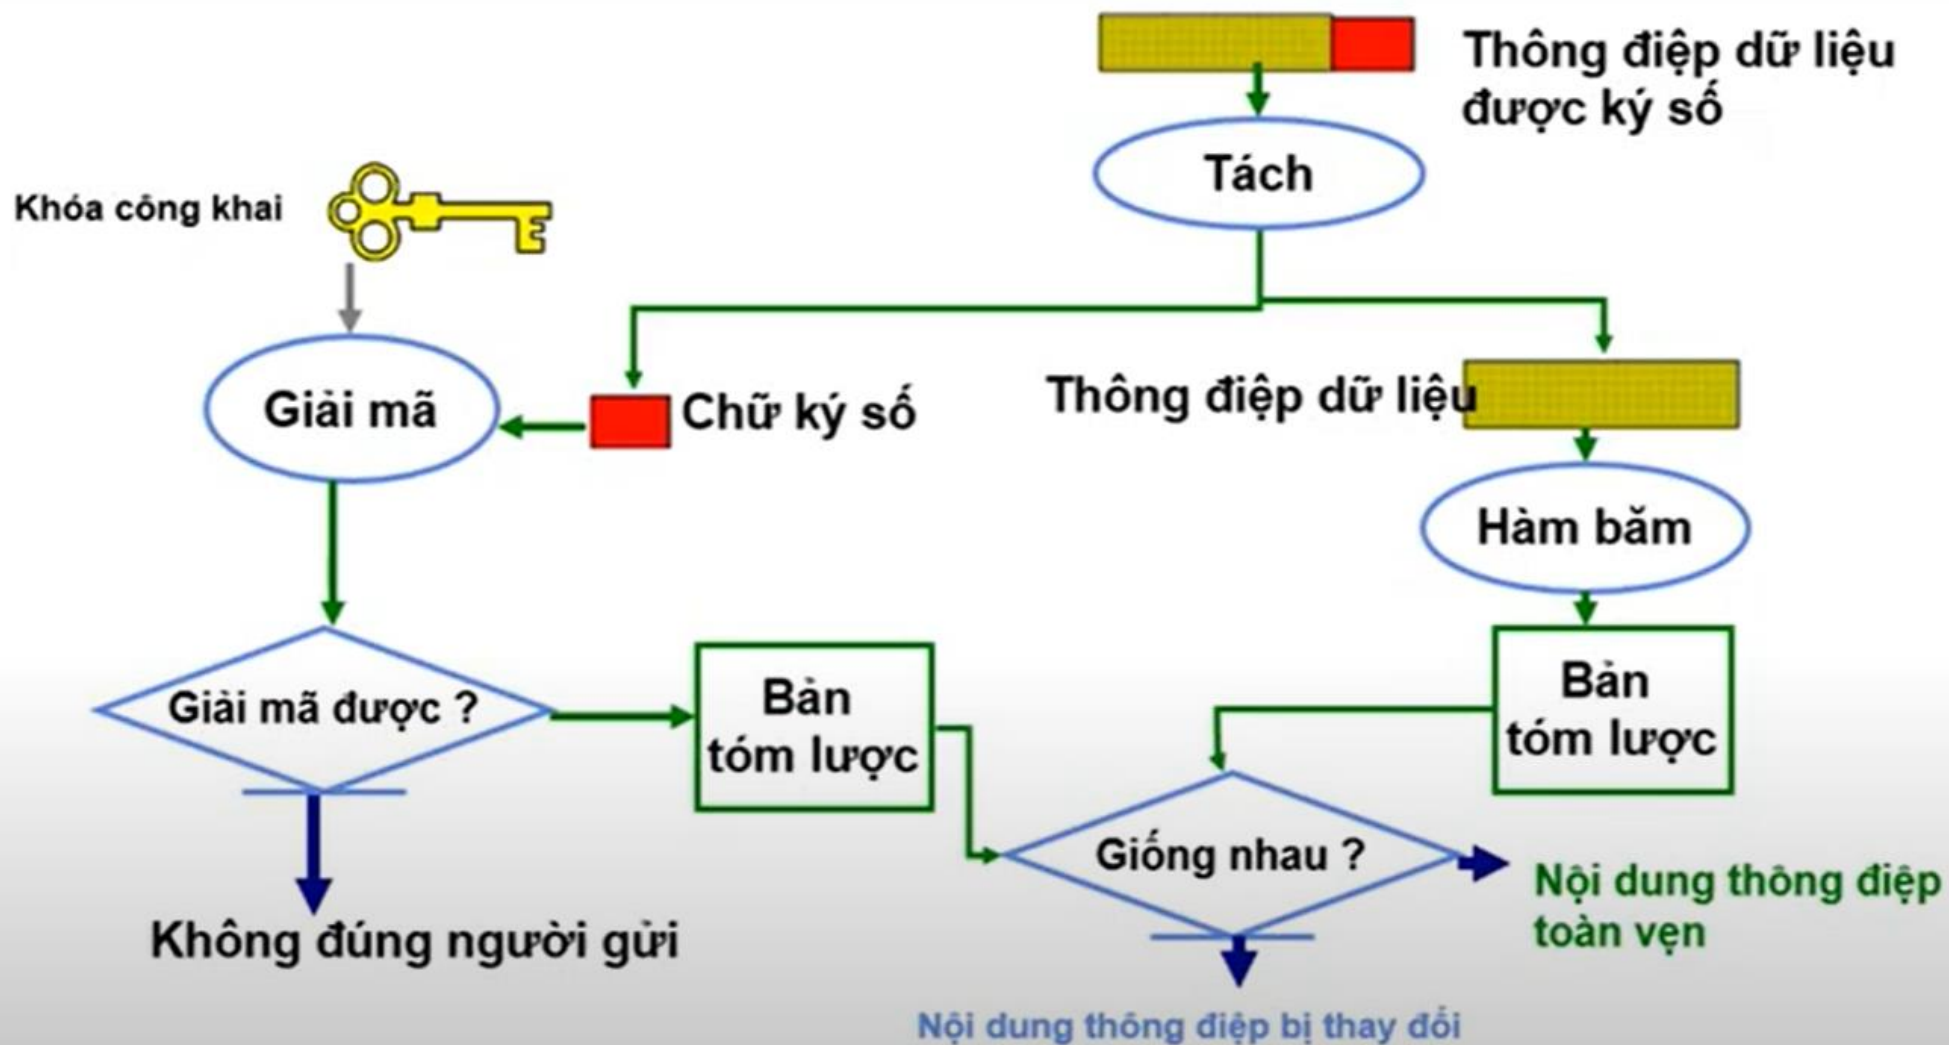 Thông điệp dữ liệu
được ký số
Tách
Khóa công khai
Giải mã
Chữ ký số
Thông điệp dữ liệu
Hàm băm
Giải mã được ?
Bản
tóm lược
Bản
tóm lược
Giống nhau ?
Nội dung thông điệp
toàn vẹn
Không đúng người gửi
Nội dung thông điệp bị thay đổi